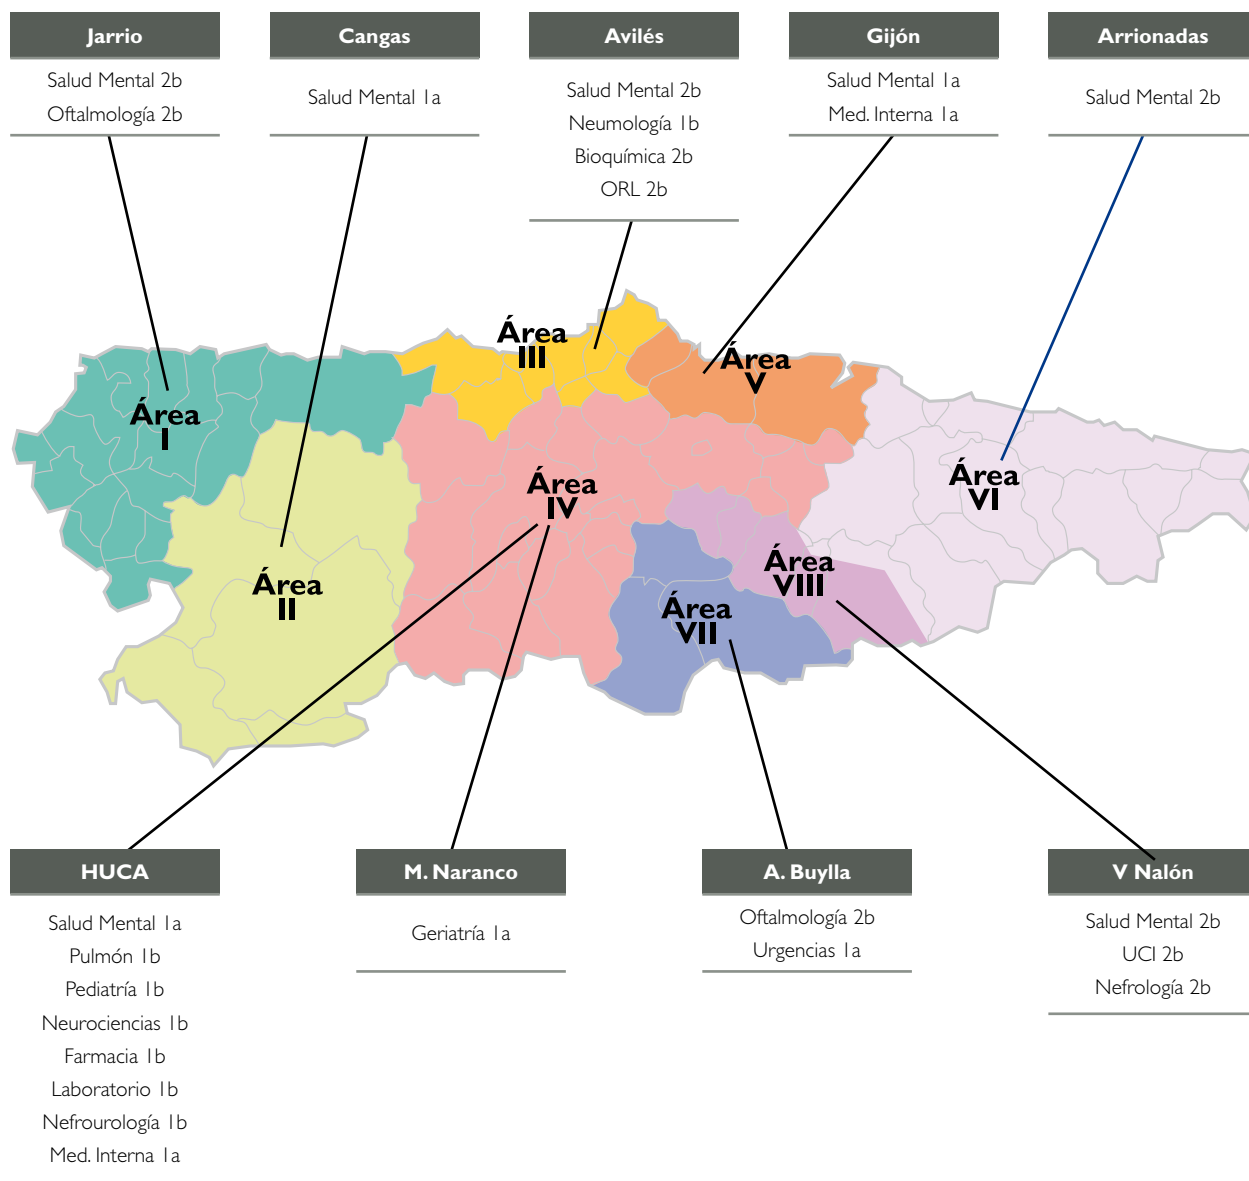 Jarrio
Salud Mental 2b
Oftalmología 2b
Cangas
Salud Mental 1a
Avilés
Salud Mental 2b
Neumología 1b
Bioquímica 2b
ORL 2b
Gijón
Salud Mental 1a
Med. Interna 1a
Arrionadas
Salud Mental 2b
Área
I
Área
II
Área
III
Área
IV
Área
V
Área
VI
Área
VII
Área
VIII
HUCA
Salud Mental 1a
Pulmón 1b
Pediatría 1b
Neurociencias 1b
Farmacia 1b
Laboratorio 1b
Nefrourología 1b
Med. Interna 1a
M. Naranco
Geriatría 1a
A. Buylla
Oftalmología 2b
Urgencias 1a
V Nalón
Salud Mental 2b
UCI 2b
Nefrología 2b